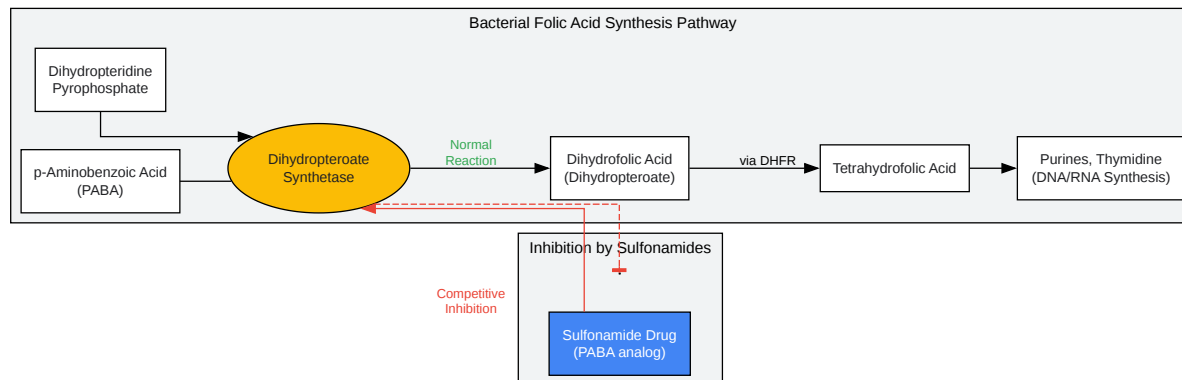 Bacterial Folic Acid Synthesis Pathway
Dihydropteridine
Pyrophosphate
p-Aminobenzoic Acid
(PABA)
Dihydropteroate
Synthetase
Normal
Reaction
Dihydrofolic Acid
(Dihydropteroate)
via DHFR
Tetrahydrofolic Acid
Purines, Thymidine
(DNA/RNA Synthesis)
Inhibition by Sulfonamides
Competitive
Inhibition
Sulfonamide Drug
(PABA analog)